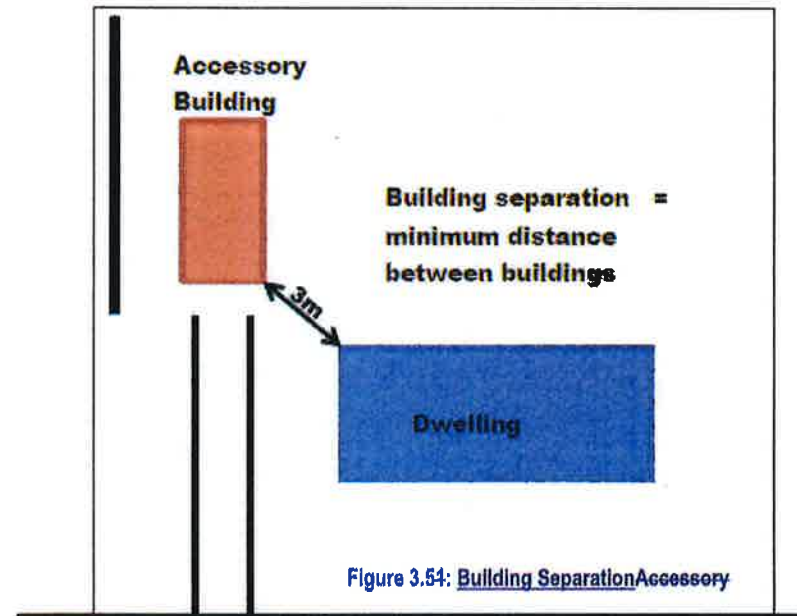 Accessory
Building
Building separation =
minimum distance
between buildings
3m
Dwelling
Figure 3.54: Building SeparationAccessory